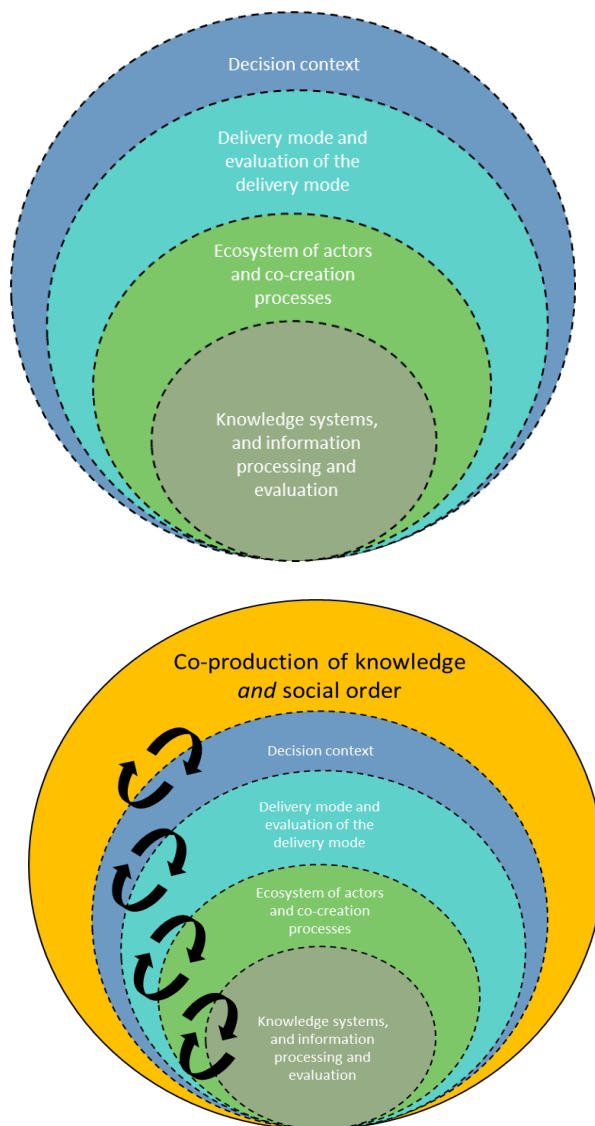 Decision context
Delivery mode and
evaluation of the
delivery mode
Ecosystem of actors
and co-creation
processes
Knowledge systems,
and information
processing and
evaluation
Co-production of knowledge
and social order
Decision context
Delivery mode and
evaluation of the
delivery mode
Ecosystem of actors
and co-creation
processes
Knowledge systems,
and information
processing and
evaluation